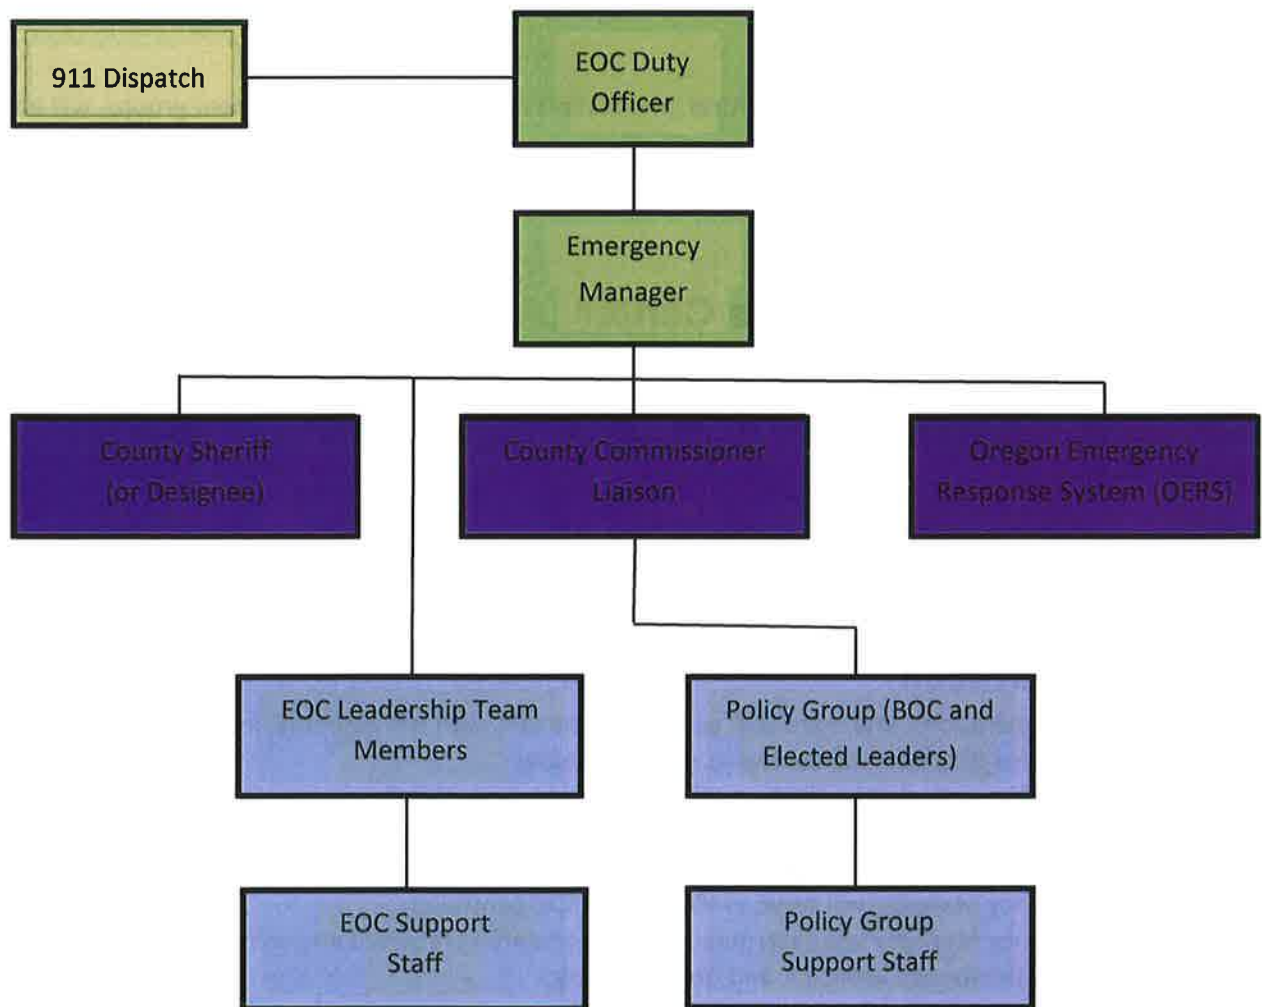 911 Dispatch
EOC Duty
Officer
Emergency
Manager
County Sheriff
(or Designee)
County Commissioner
Liaison
Oregon Emergency
Response System (OERS)
EOC Leadership Team
Members
Policy Group (BOC and
Elected Leaders)
EOC Support
Staff
Policy Group
Support Staff